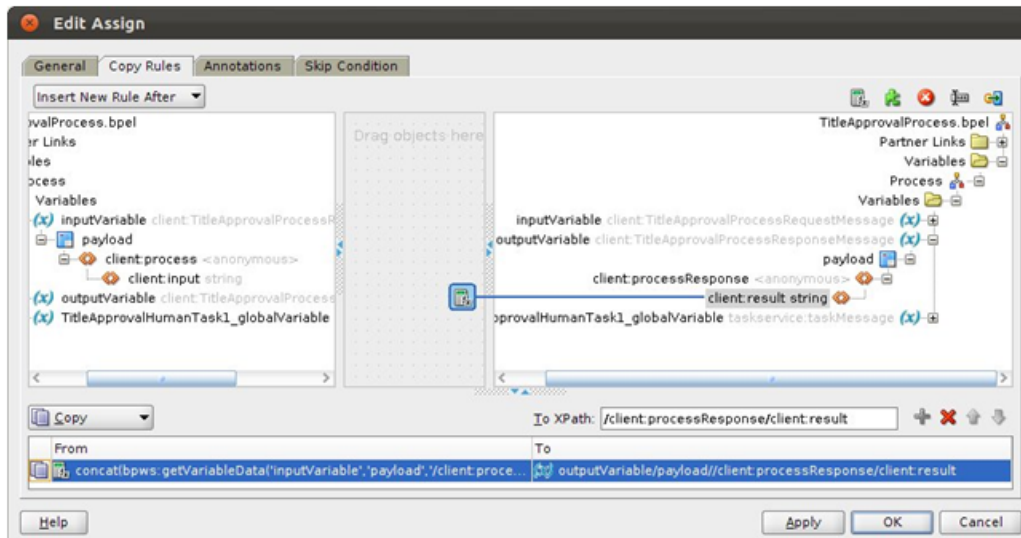 Edit Assign
General Copy Rules Annotations Skip Condition
Insert New Rule After
Drag objects here
ovalProcess.bpel
er Links
les
ocess
Variables
(x) inputVariable client:TitleApprovalProcessR
payload
client:process <anonymous>
client:input string
(x) outputVariable client:TitleApprovalProcess
(x) TitleApprovalHumanTask1_globalVariable
TitleApprovalProcess.bpel
Partner Links
Variables
Process
Variables
inputVariable client:TitleApprovalProcessRequestMessage (x)
outputVariable client:TitleApprovalProcessResponseMessage (x)
payload
client:processResponse <anonymous>
client:result string
pprovalHumanTask1_globalVariable taskservice:taskMessage (x)
Copy
To XPath: /client:processResponse/client:result
From To
concat(bpws:getVariableData('inputVariable','payload','/client:proce... outputVariable/payload//client:processResponse/client:result
Help Apply OK Cancel